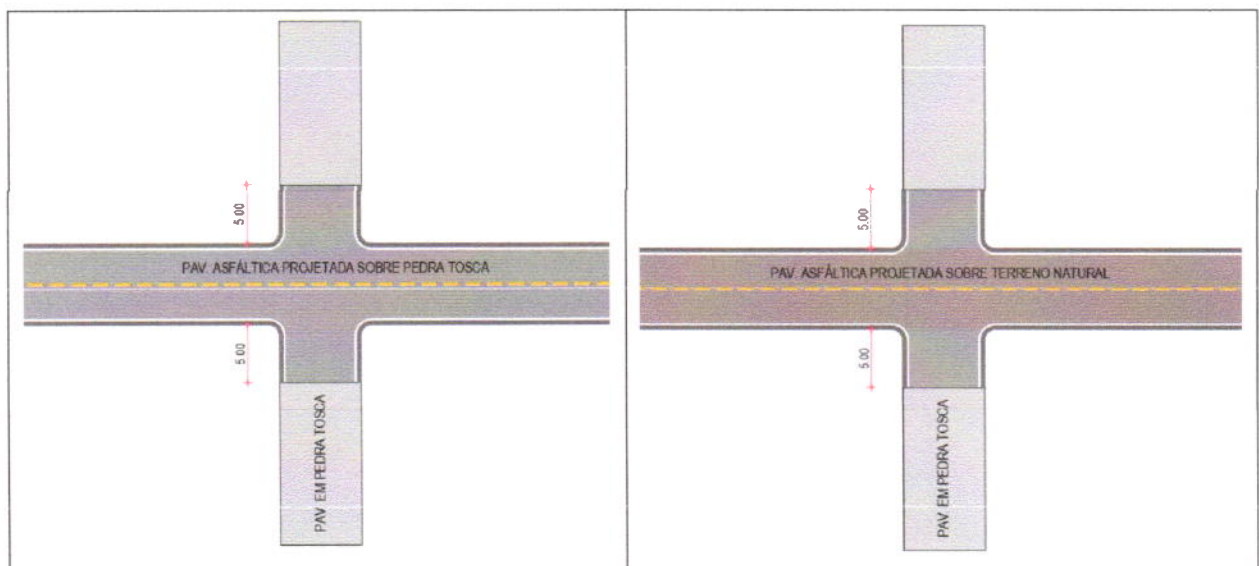 5.00
PAV. ASFÁLTICA PROJETADA SOBRE PEDRA TOSCA
5.00
PAV. EM PEDRA TOSCA
5.00
PAV. ASFÁLTICA PROJETADA SOBRE TERRENO NATURAL
5.00
PAV. EM PEDRA TOSCA